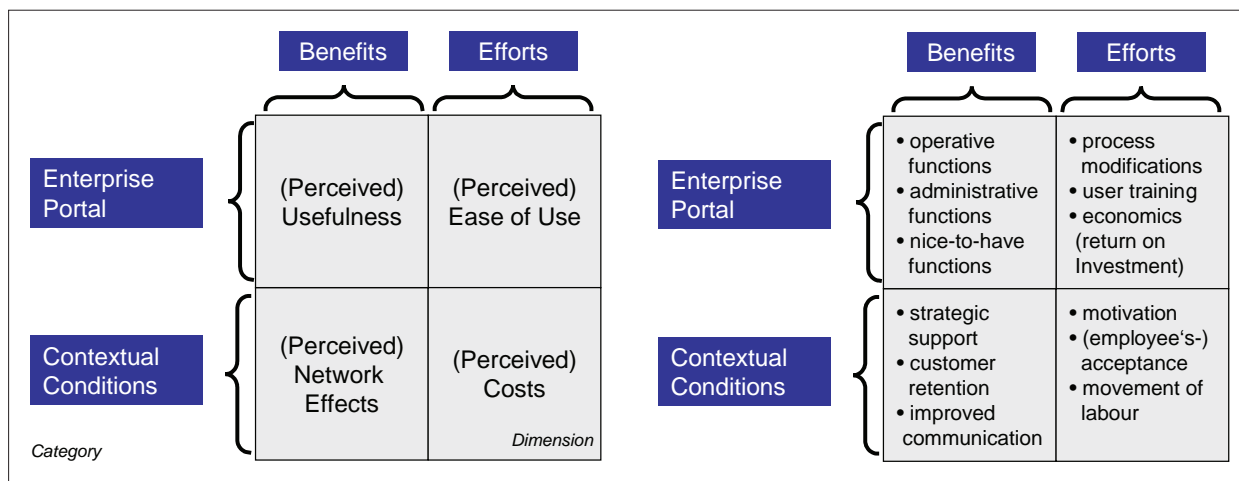 Benefits
Efforts
Enterprise
Portal
(Perceived)
Usefulness
(Perceived)
Ease of Use
Contextual
Conditions
(Perceived)
Network
Effects
(Perceived)
Costs
Category
Dimension
Benefits
Efforts
Enterprise
Portal
• operative
functions
• administrative
functions
• nice-to-have
functions
• process
modifications
• user training
• economics
(return on
Investment)
Contextual
Conditions
• strategic
support
• customer
retention
• improved
communication
• motivation
• (employee‘s-)
acceptance
• movement of
labour